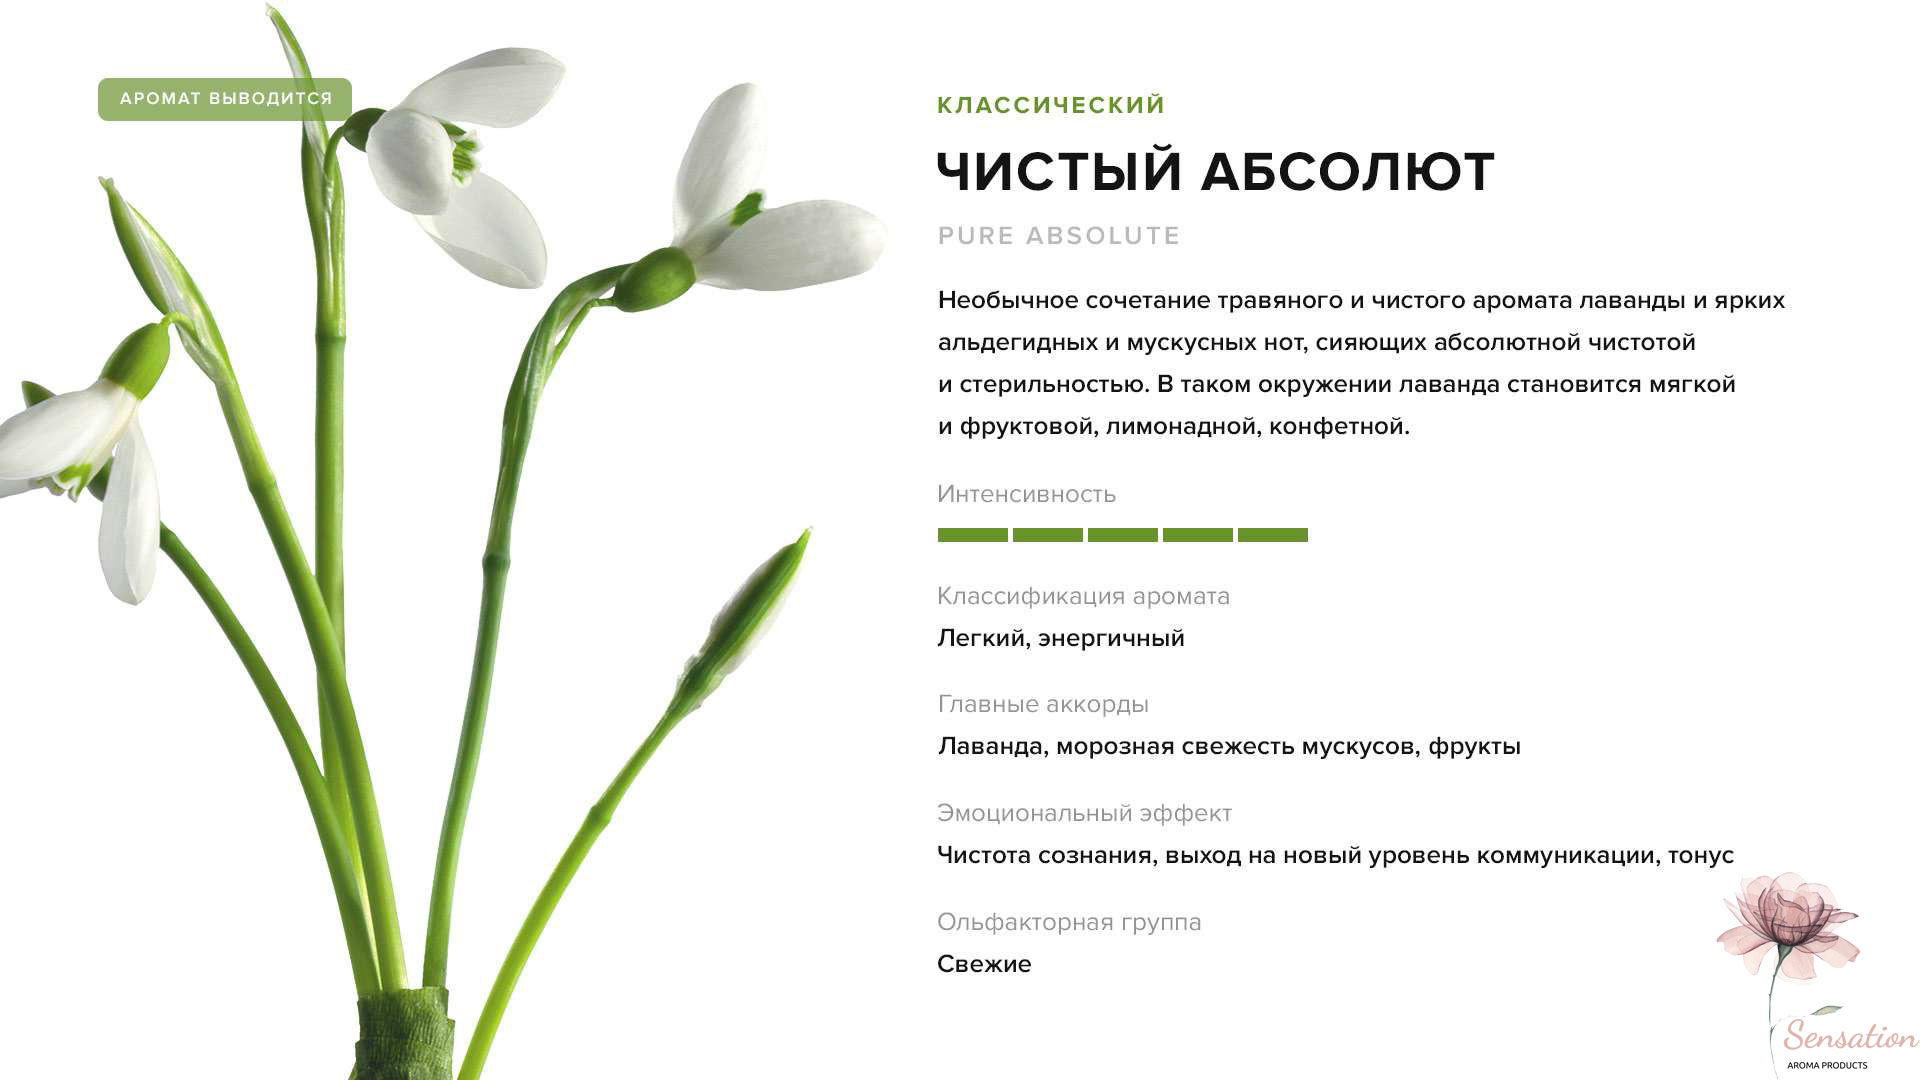 АРОМАТ ВЫВОДИТСЯ
КЛАССИЧЕСКИЙ
ЧИСТЫЙ АБСОЛЮТ
PURE ABSOLUTE
Необычное сочетание травяного и чистого аромата лаванды и ярких
альдегидных и мускусных нот, сияющих абсолютной чистотой
и стерильностью. В таком окружении лаванда становится мягкой
и фруктовой, лимонадной, конфетной.
Интенсивность
Классификация аромата
Легкий, энергичный
Главные аккорды
Лаванда, морозная свежесть мускусов, фрукты
Эмоциональный эффект
Чистота сознания, выход на новый уровень коммуникации, тонус
Ольфакторная группа
Свежие
Sensation
AROMA PRODUCTS